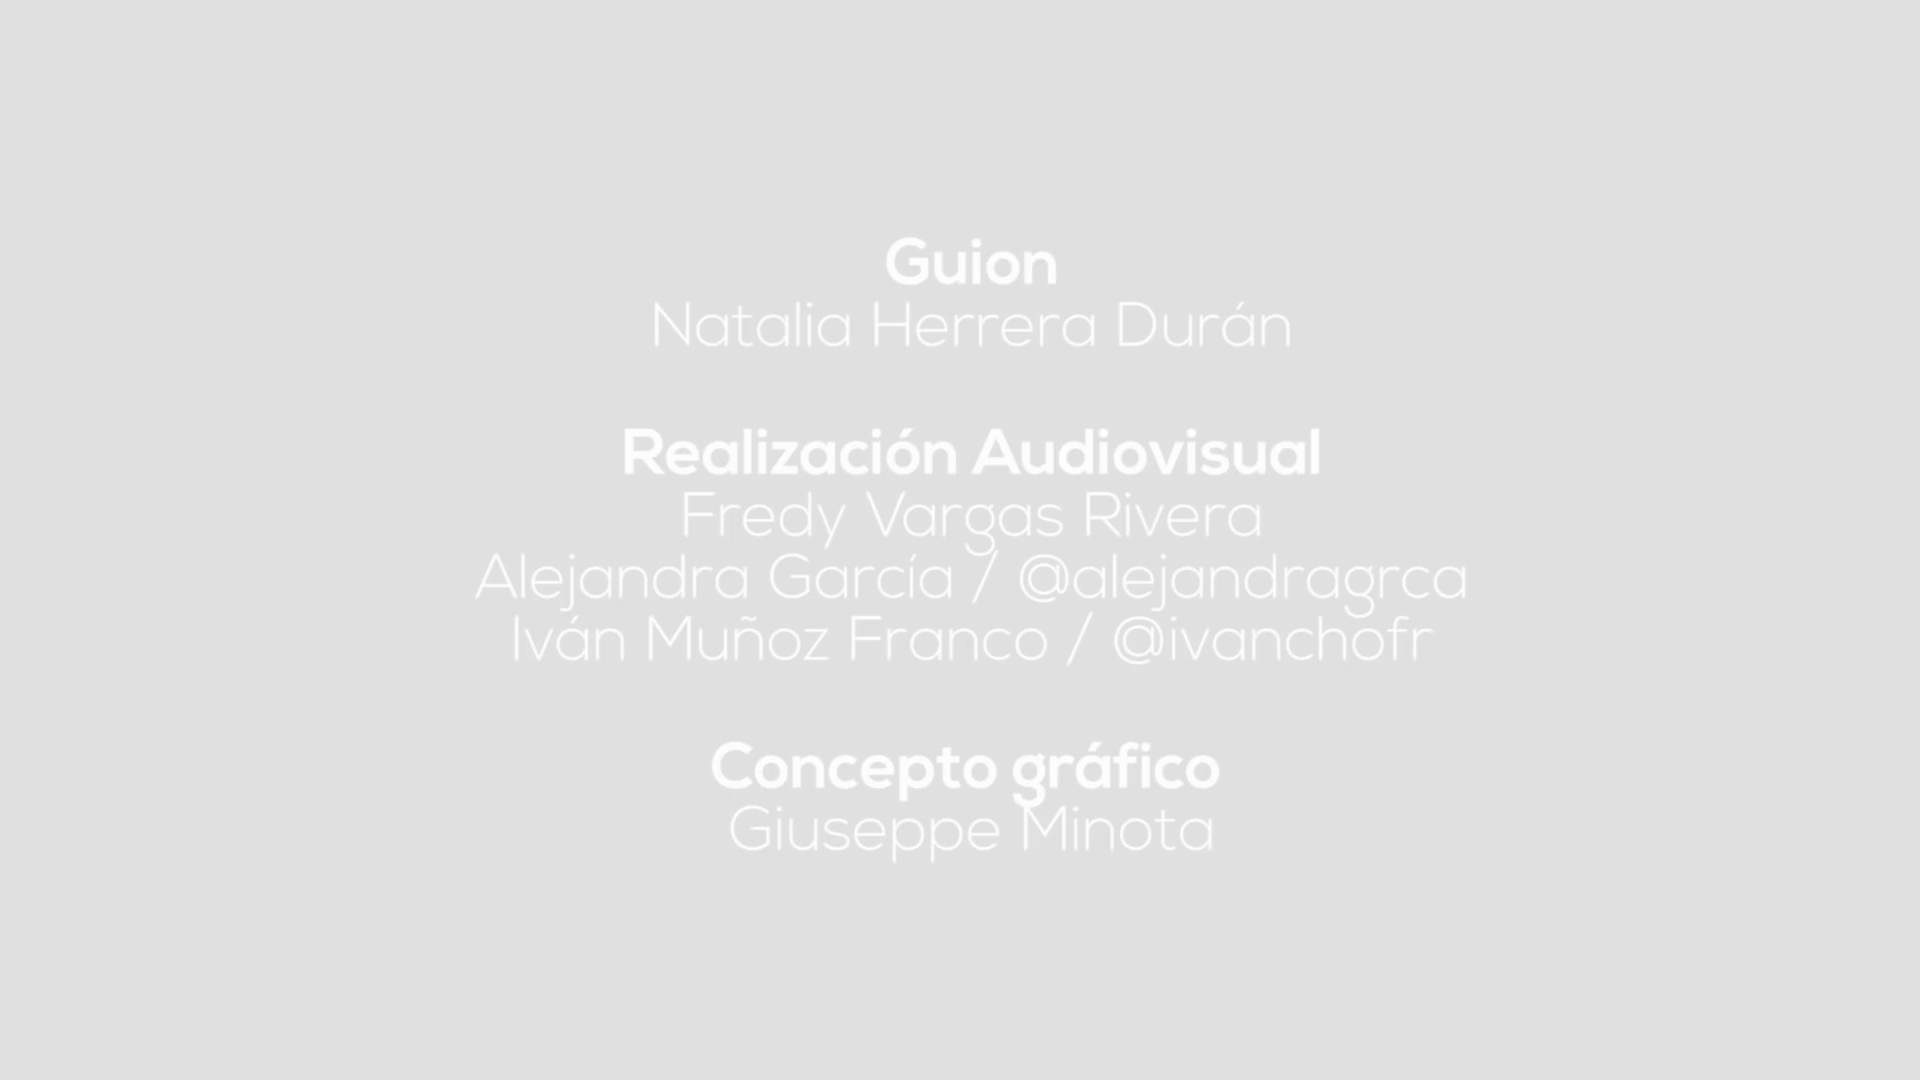 Guion
Natalia Herrera Durán
Realización Audiovisual
Fredy Vargas Rivera
Alejandra García / @alejandragrca
Iván Muñoz Franco / @ivanchofr
Concepto gráfico
Giuseppe Minota